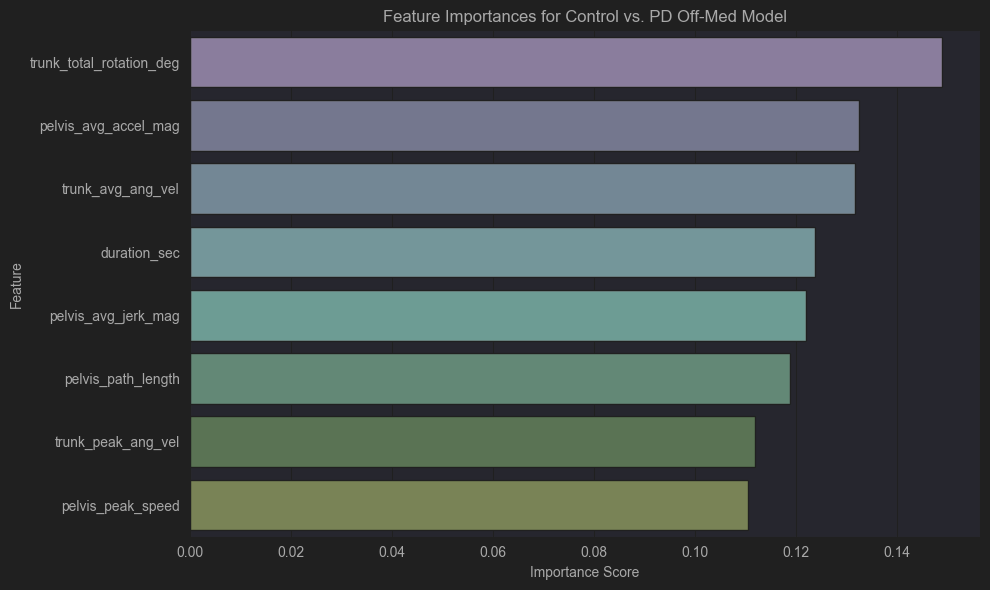 Feature Importances for Control vs. PD Off-Med Model
Feature
trunk_total_rotation_deg
pelvis_avg_accel_mag
trunk_avg_ang_vel
duration_sec
pelvis_avg_jerk_mag
pelvis_path_length
trunk_peak_ang_vel
pelvis_peak_speed
0.00 0.02 0.04 0.06 0.08 0.10 0.12 0.14
Importance Score